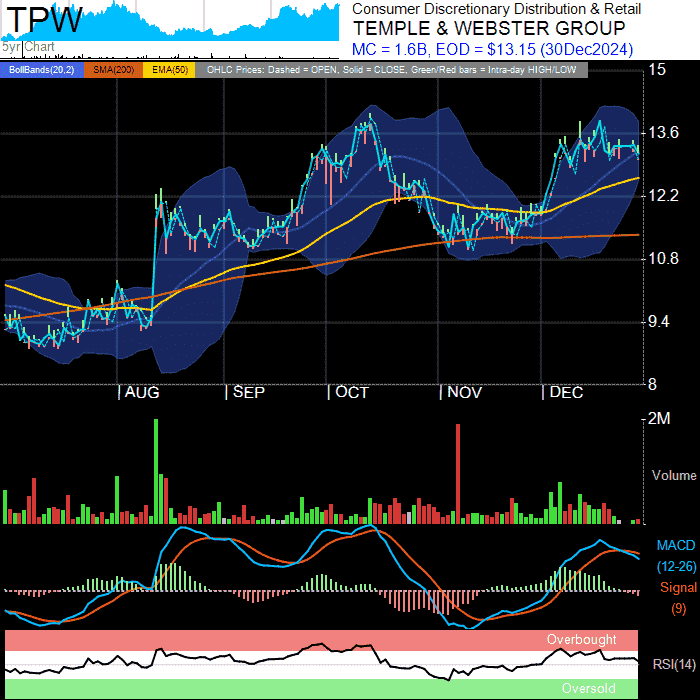 TPW
5yr Chart
Consumer Discretionary Distribution & Retail
TEMPLE & WEBSTER GROUP
MC = 1.6B, EOD = $13.15 (30Dec2024)
BollBands(20,2) SMA(200) EMA(50) OHLC Prices: Dashed = OPEN, Solid = CLOSE, Green/Red bars = Intra-day HIGH/LOW
15
13.6
12.2
10.8
9.4
8
AUG SEP OCT NOV DEC
2M
Volume
MACD
(12-26)
Signal
(9)
Overbought
RSI(14)
Oversold